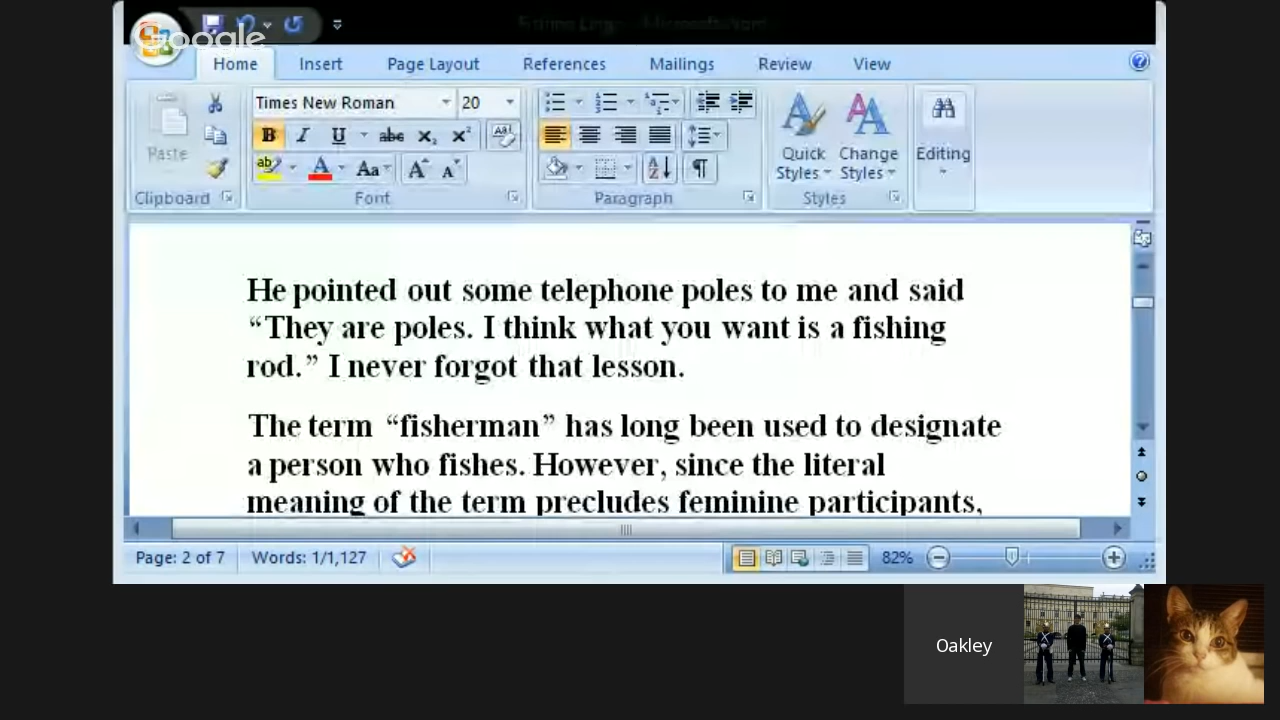 Google
Home Insert Page Layout References Mailings Review View
Times New Roman 20
Paste
Quick Styles
Change Styles
Editing
Clipboard Font Paragraph Styles
He pointed out some telephone poles to me and said
“They are poles. I think what you want is a fishing
rod.” I never forgot that lesson.
The term “fisherman” has long been used to designate
a person who fishes. However, since the literal
meaning of the term precludes feminine participants,
Page: 2 of 7 Words: 1/1,127 82%
Oakley